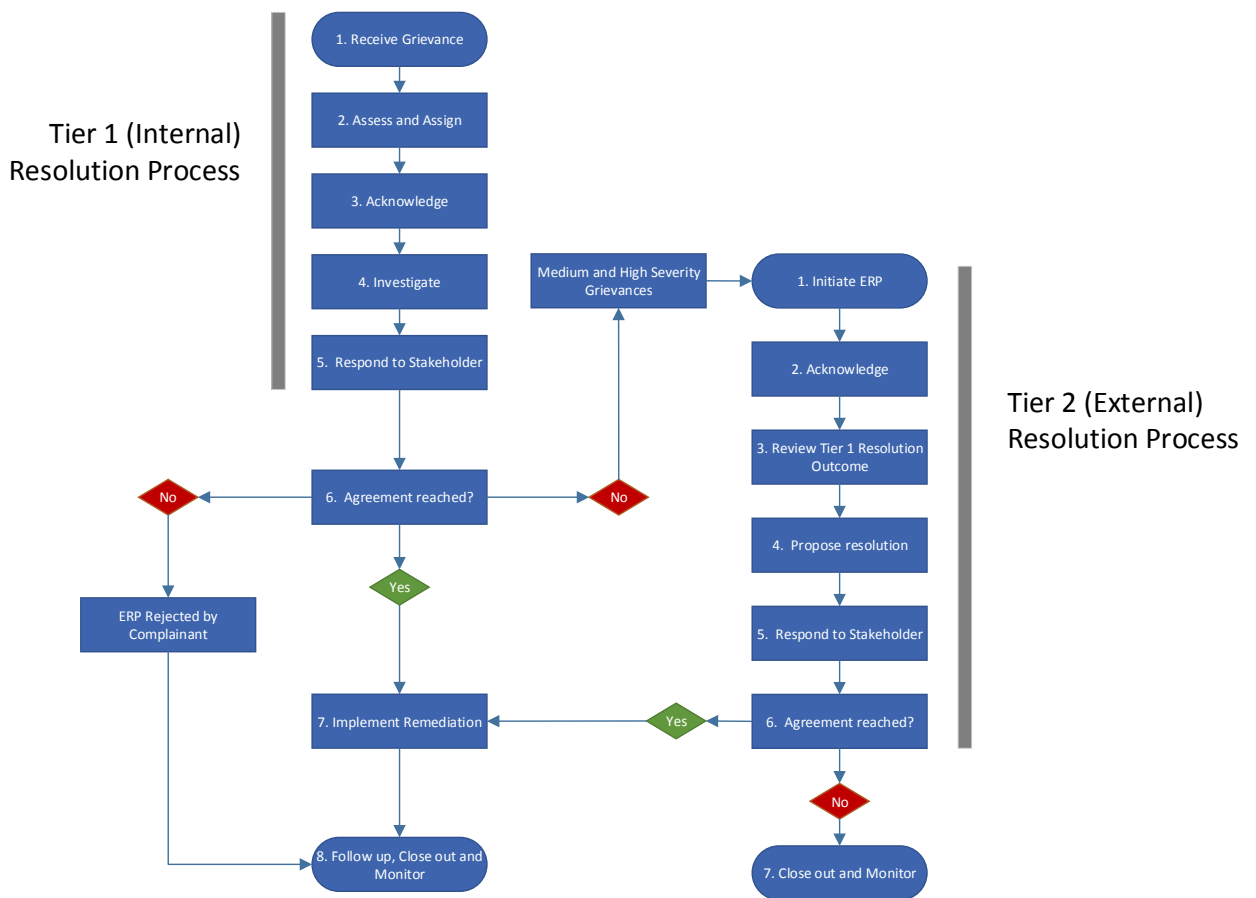 1. Receive Grievance
Tier 1 (Internal)
Resolution Process
2. Assess and Assign
3. Acknowledge
4. Investigate
5. Respond to Stakeholder
6. Agreement reached?
No
ERP Rejected by
Complainant
Yes
7. Implement Remediation
8. Follow up, Close out and
Monitor
No
Medium and High Severity
Grievances
1. Initiate ERP
2. Acknowledge
3. Review Tier 1 Resolution
Outcome
4. Propose resolution
5. Respond to Stakeholder
6. Agreement reached?
Yes
No
7. Close out and Monitor
Tier 2 (External)
Resolution Process